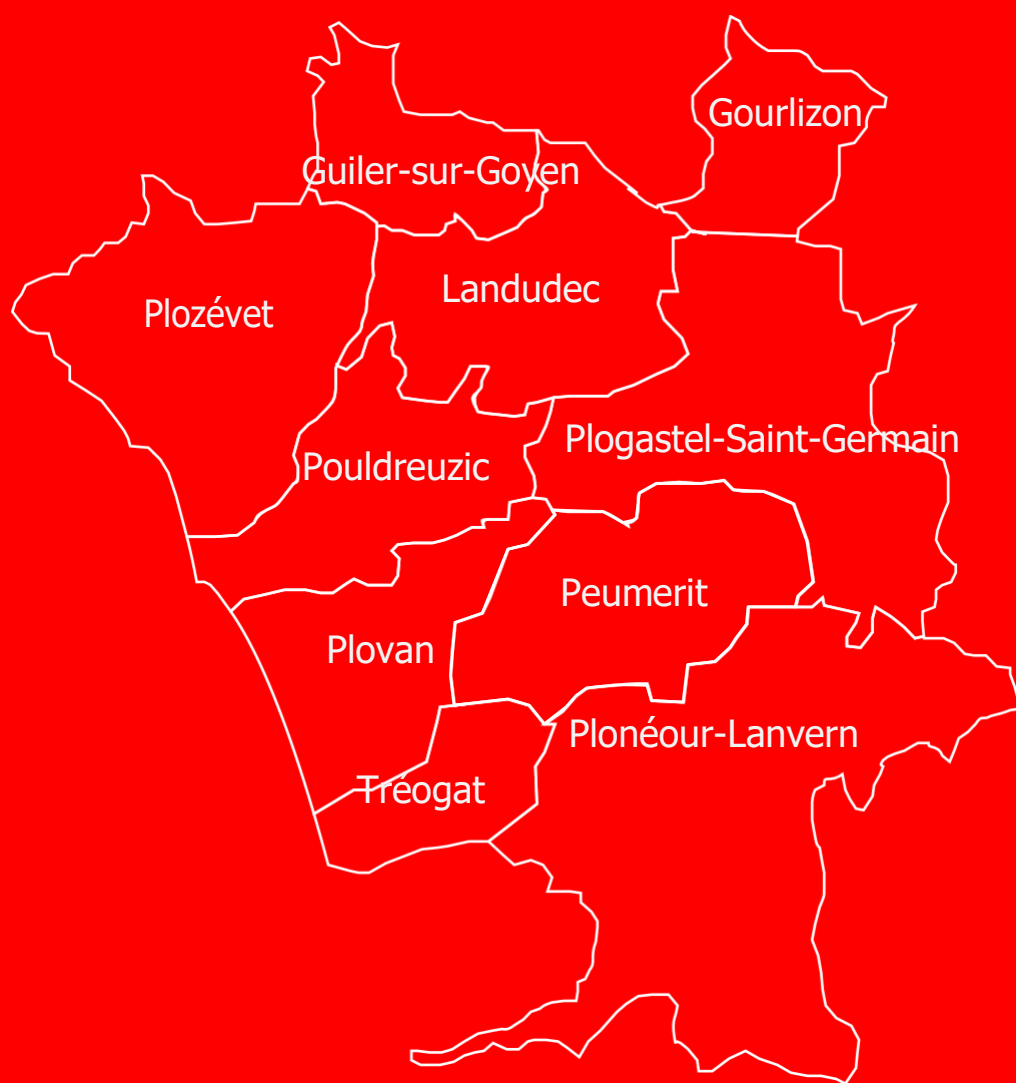 Gourlizon
Guiler-sur-Goyen
Landudec
Plozévet
Plogastel-Saint-Germain
Pouldreuzic
Peumerit
Plovan
Plonéour-Lanvern
Tréogat